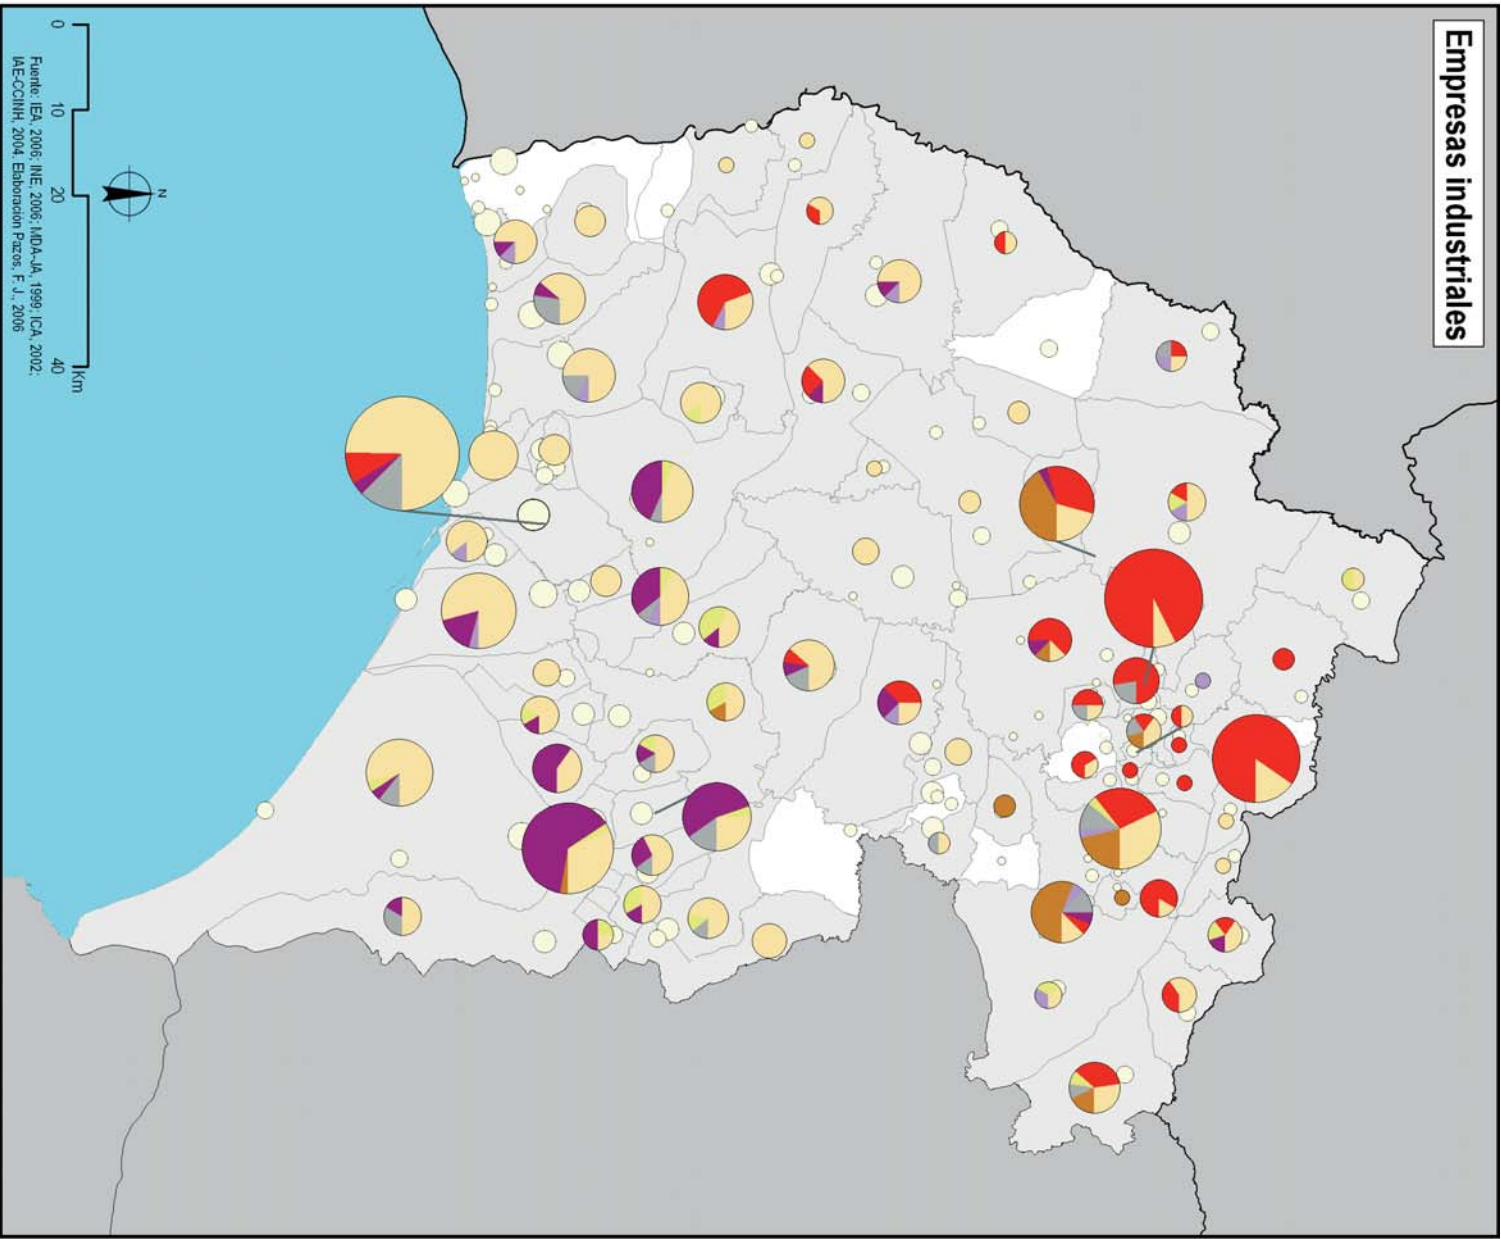 Empresas industriales
N
0
10
20
40
Km
Fuente: IEA, 2006; INE, 2006; MDA-JA, 1999; ICA, 2002;
IAE-CCINH, 2004. Elaboración Pazos, F. J., 2006